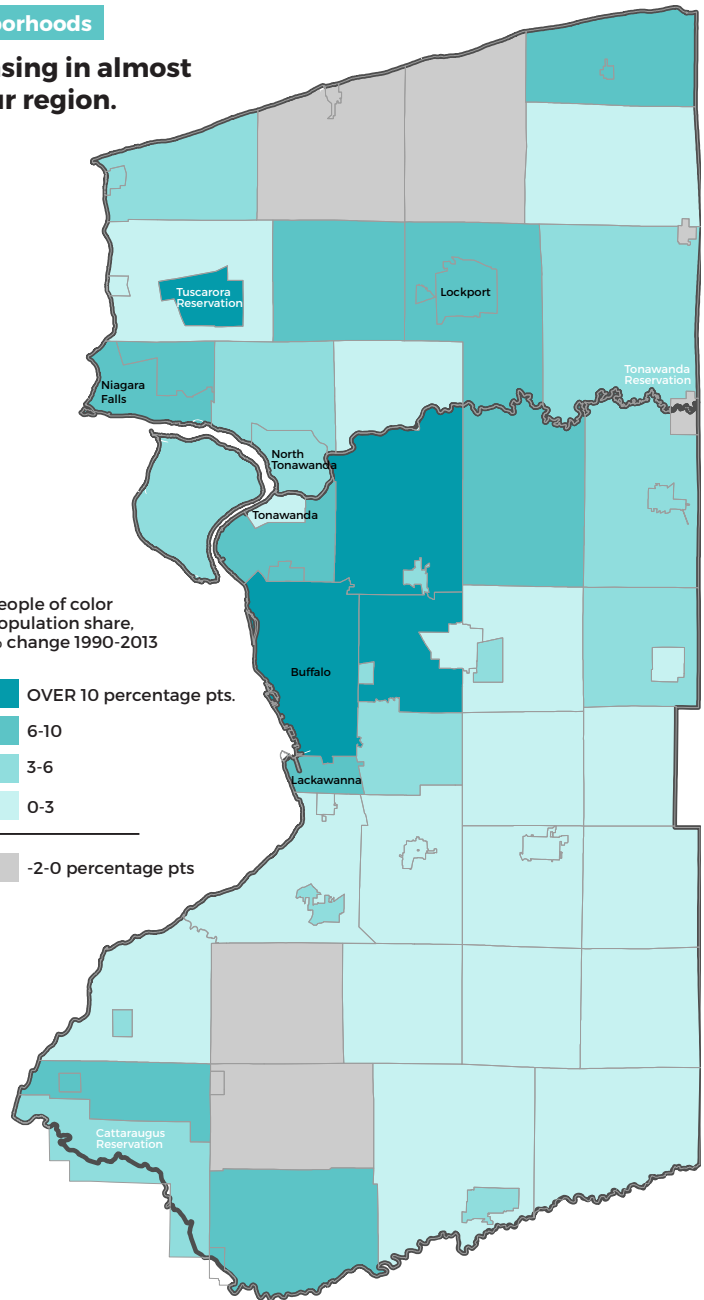 orhoods
sing in almost
ur region.
Tuscarora
Reservation
Lockport
Niagara
Falls
Tonawanda
Reservation
North
Tonawanda
Tonawanda
eople of color
opulation share,
% change 1990-2013
OVER 10 percentage pts.
6-10
3-6
0-3
-2-0 percentage pts
Buffalo
Lackawanna
Cattaraugus
Reservation